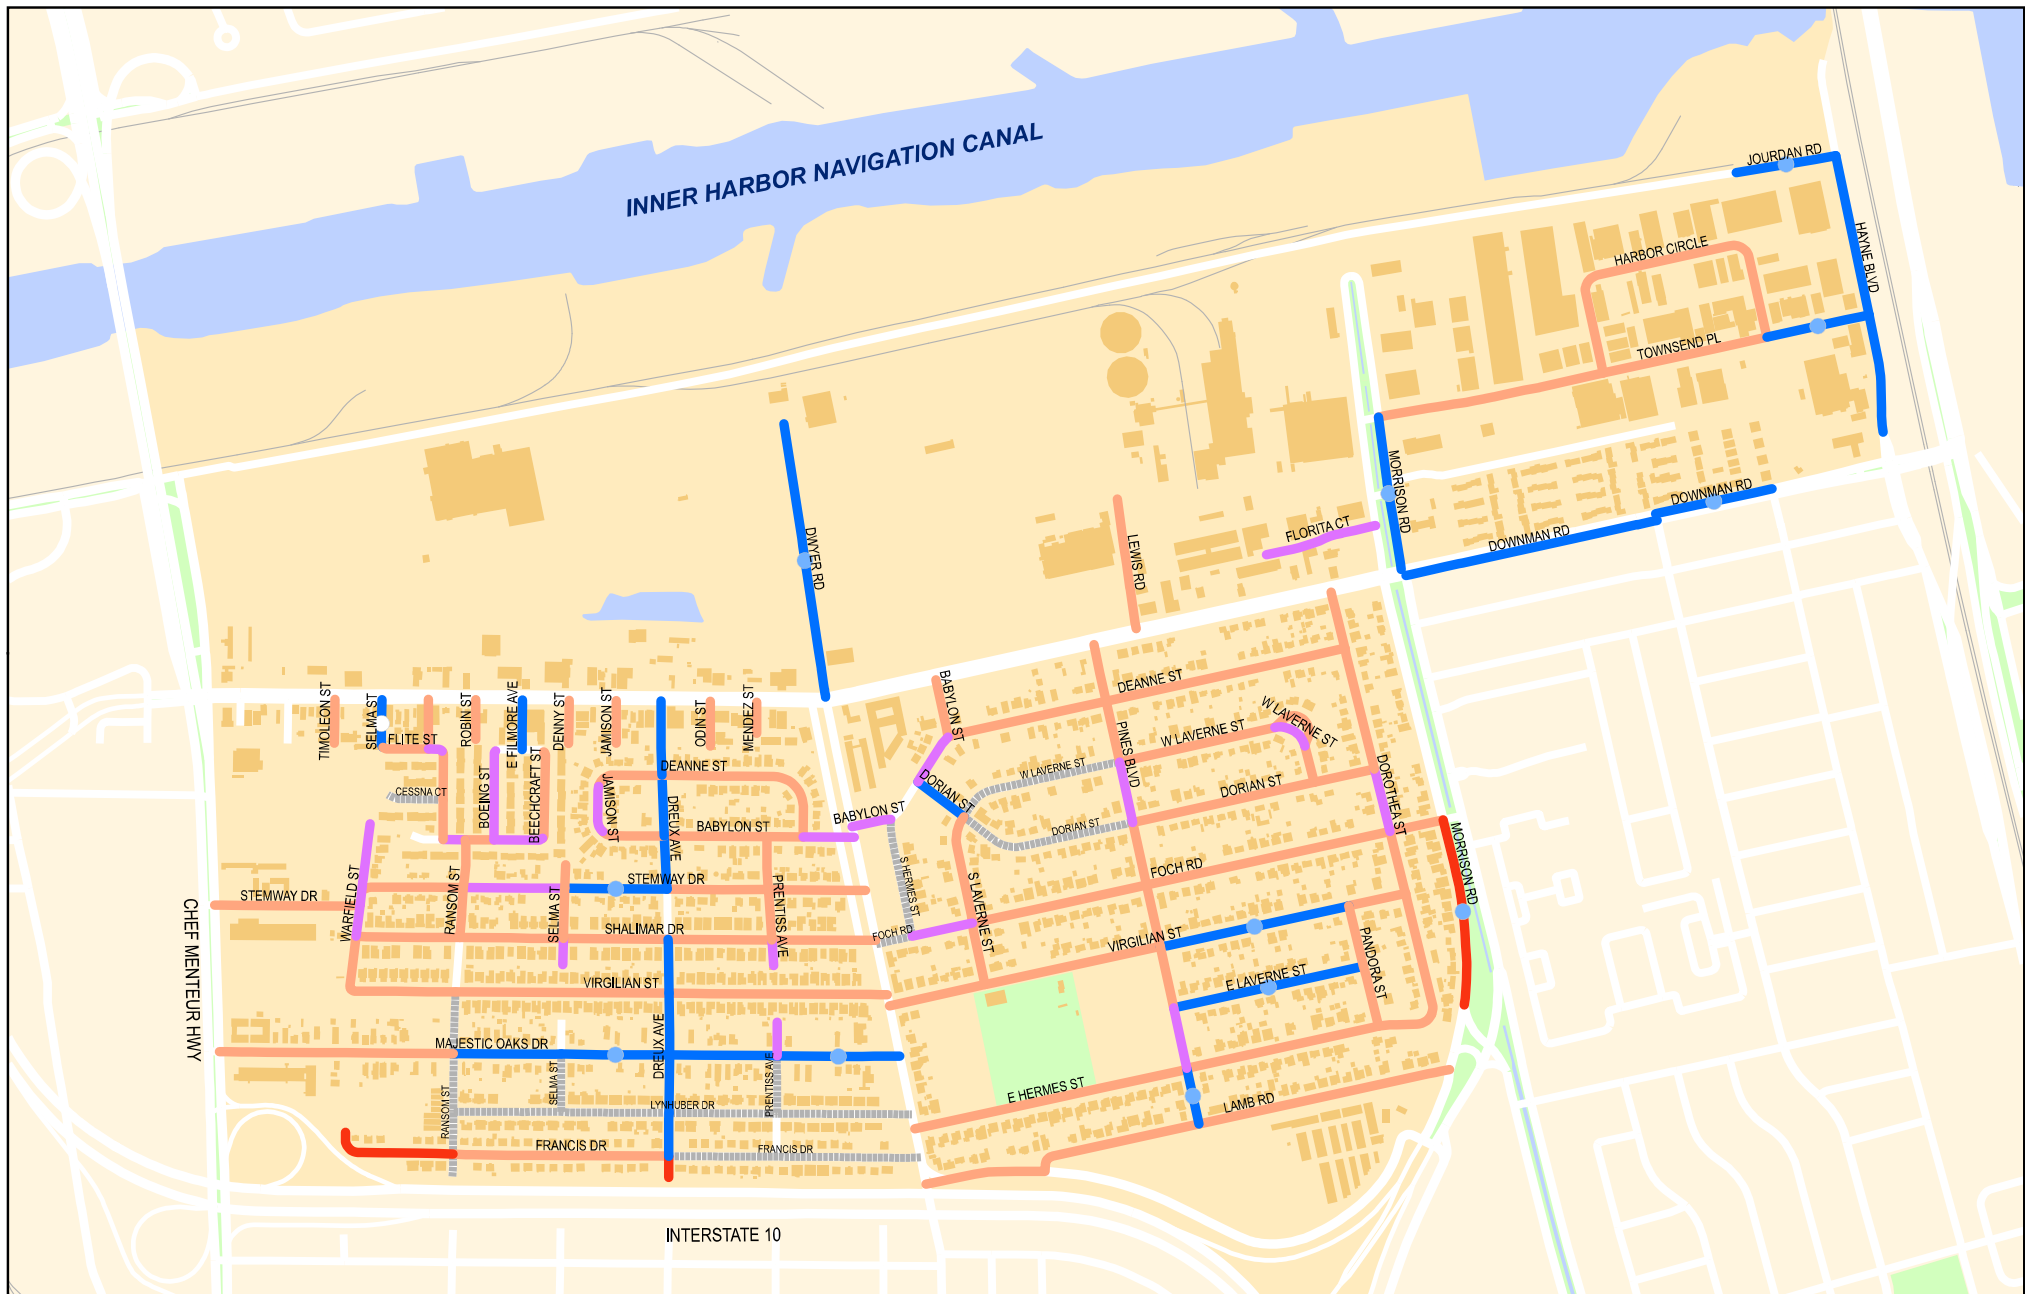 INNER HARBOR NAVIGATION CANAL
JOURDAN RD
HAYNE BLVD
HARBOR CIRCLE
TOWNSEND PL
MORRISON RD
DOWNMAN RD
DOWNMAN RD
FLORITA CT
LEWIS RD
DWYER RD
TIMOLEON ST
SELMA ST
FLITE ST
ROBIN ST
E FILMORE AVE
DENNY ST
JAMISON ST
ODIN ST
MENDEZ ST
BABYLON ST
DEANNE ST
W LAVERNE ST
W LAVERNE ST
PINES BLVD
W LAVERNE ST
DORIAN ST
DORIAN ST
DORIAN ST
DOROTHEA ST
DEANNE ST
CESSNA CT
BOEING ST
BEECHCRAFT ST
JAMISON ST
DREUX AVE
BABYLON ST
BABYLON ST
MORRISON RD
FOCH RD
S HERMES ST
S LAVERNE ST
STEMWAY DR
STEMWAY DR
WARFIELD ST
RANSOM ST
SELMA ST
PRENTISS AVE
SHALIMAR DR
FOCH RD
VIRGILIAN ST
PANDORA ST
E LAVERNE ST
CHEF MENTEUR HWY
VIRGILIAN ST
MAJESTIC OAKS DR
DREUX AVE
SELMA ST
PRENTISS AVE
RANSOM ST
LYNHUBER DR
E HERMES ST
LAMB RD
FRANCIS DR
FRANCIS DR
INTERSTATE 10